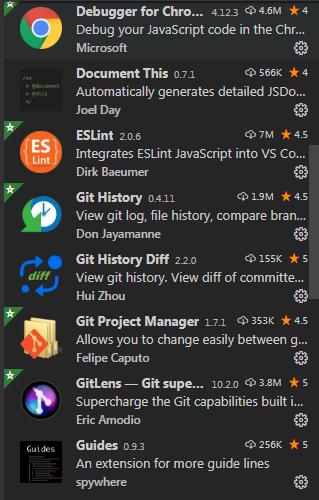 Debugger for Chro... 4.12.3 4.6M 4
Debug your JavaScript code in the Chr...
Microsoft
/**
* @document
* @this
*/
Document This 0.7.1 566K 4
Automatically generates detailed JSDo...
Joel Day
ES
Lint
ESLint 2.0.6 7M 4.5
Integrates ESLint JavaScript into VS Co...
Dirk Baeumer
Git History 0.4.11 1.9M 4.5
View git log, file history, compare bran...
Don Jayamanne
diff
Git History Diff 2.2.0 155K 5
View git history. View diff of committe...
Hui Zhou
Git Project Manager 1.7.1 353K 4.5
Allows you to change easily between g...
Felipe Caputo
GitLens — Git supe... 10.2.0 3.8M 5
Supercharge the Git capabilities built i...
Eric Amodio
Guides
Guides 0.9.3 256K 5
An extension for more guide lines
spywhere